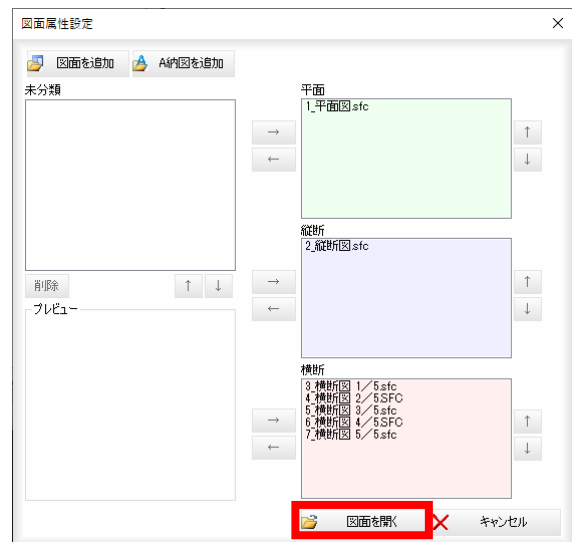 図面属性設定
図面を追加 A納図を追加
未分類
平面
1_平面図.sfc
→
←
↑
↓
縦断
2_縦断図.sfc
削除
↑ ↓
→
←
↑
↓
プレビュー
横断
3_横断図 1／5.sfc
4_横断図 2／5.SFC
5_横断図 3／5.sfc
6_横断図 4／5.SFC
7_横断図 5／5.sfc
→
←
↑
↓
図面を開く キャンセル